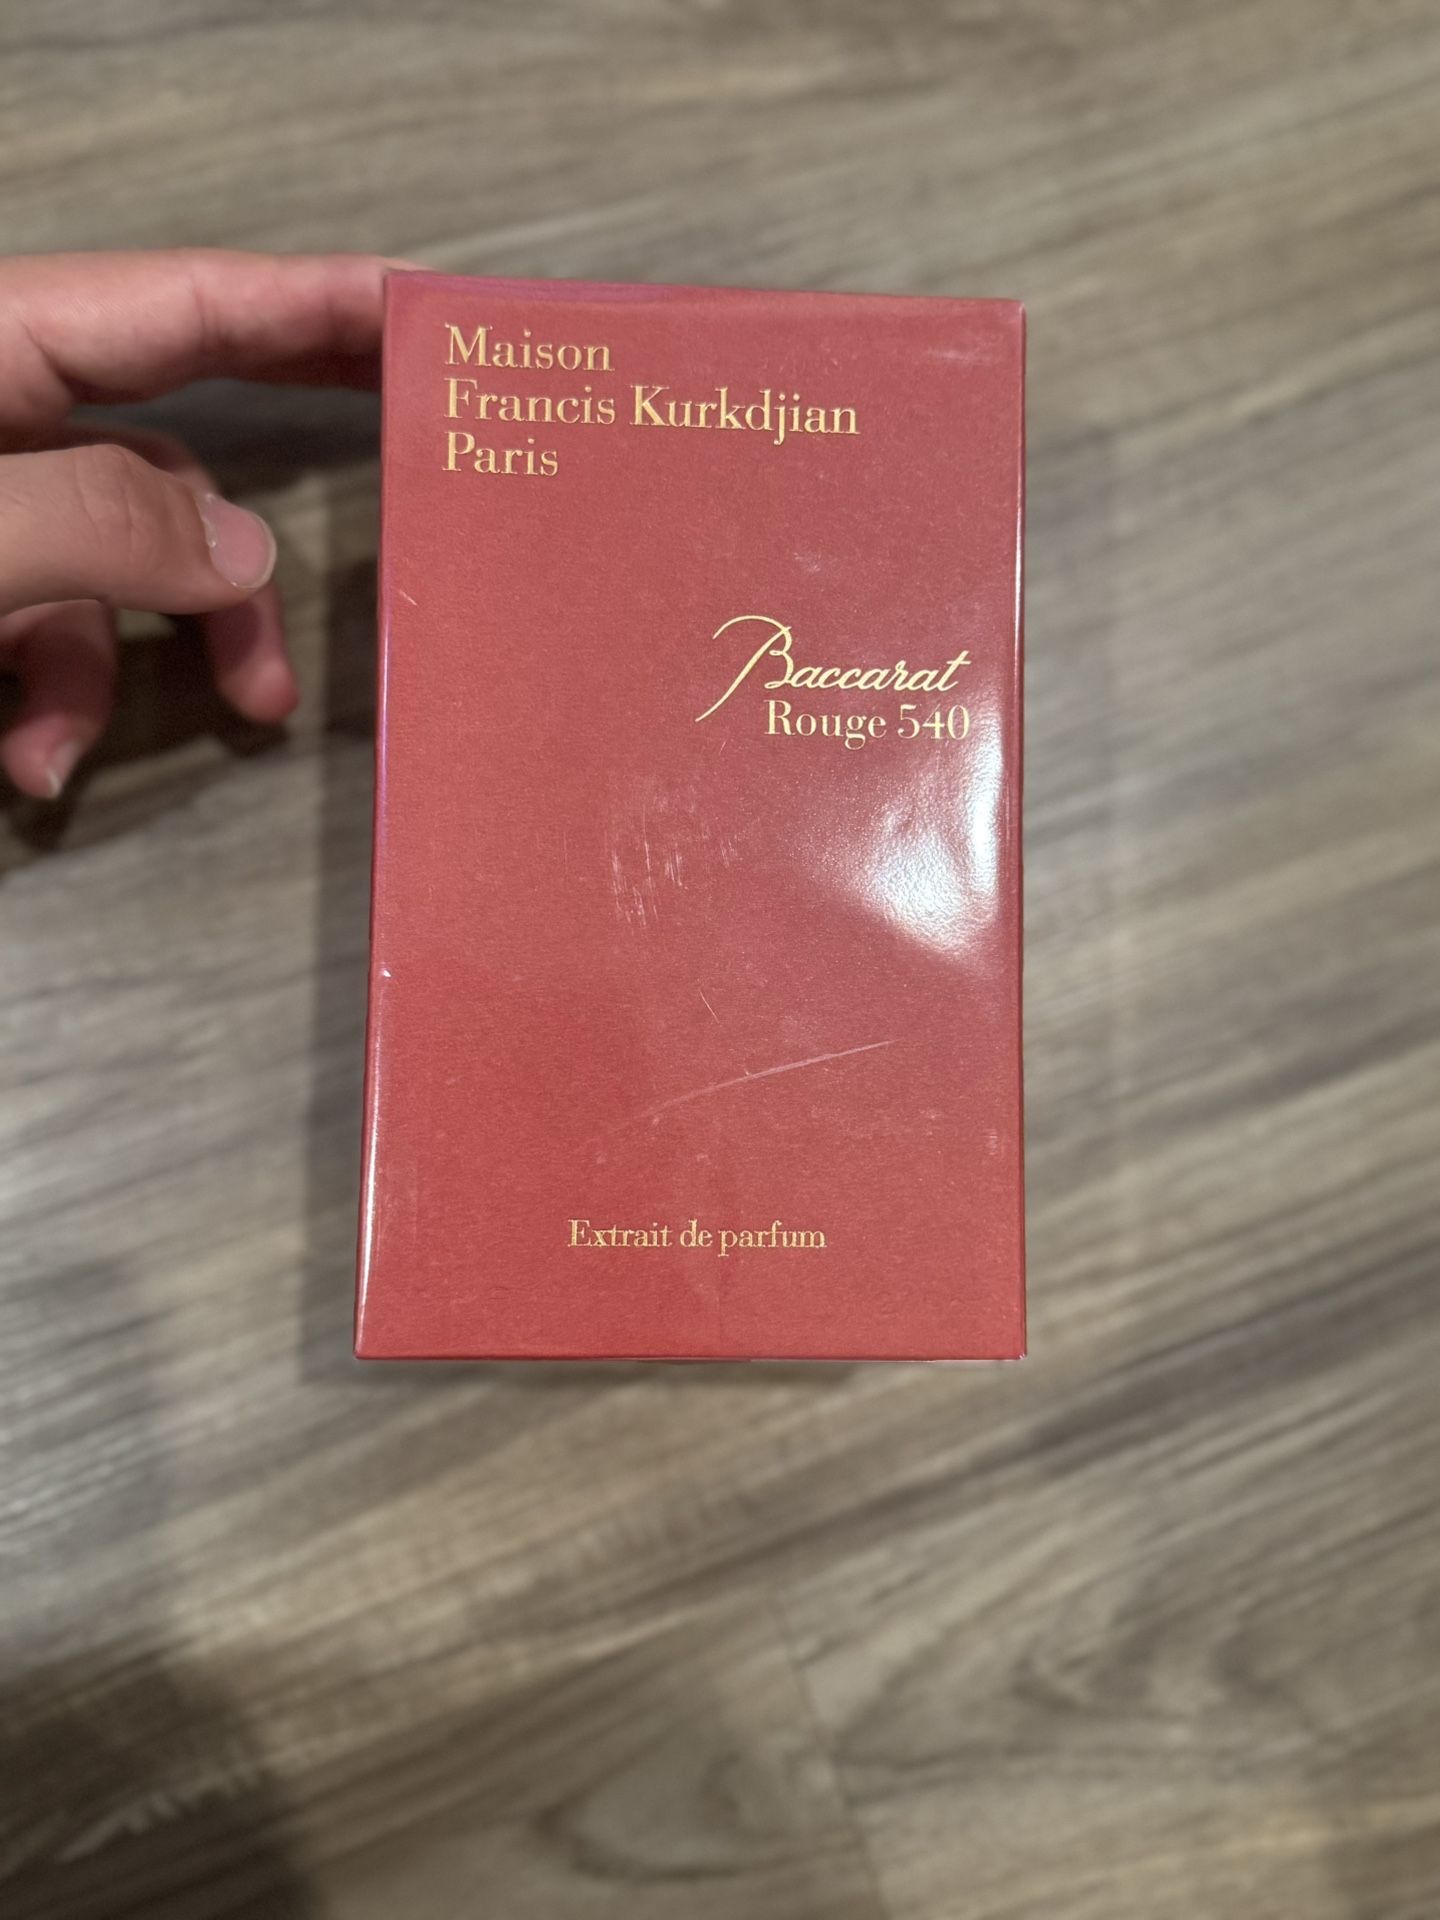 Maison
Francis Kurkdjian
Paris
Baccarat
Rouge 540
Extrait de parfum